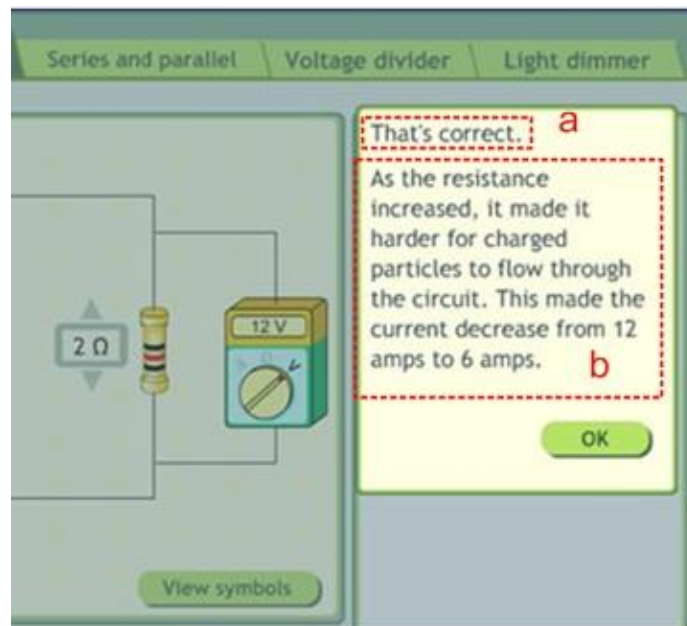 Series and parallel
Voltage divider
Light dimmer
That's correct.
a
As the resistance
increased, it made it
harder for charged
particles to flow through
the circuit. This made the
current decrease from 12
amps to 6 amps.
b
OK
2 Ω
12 V
View symbols